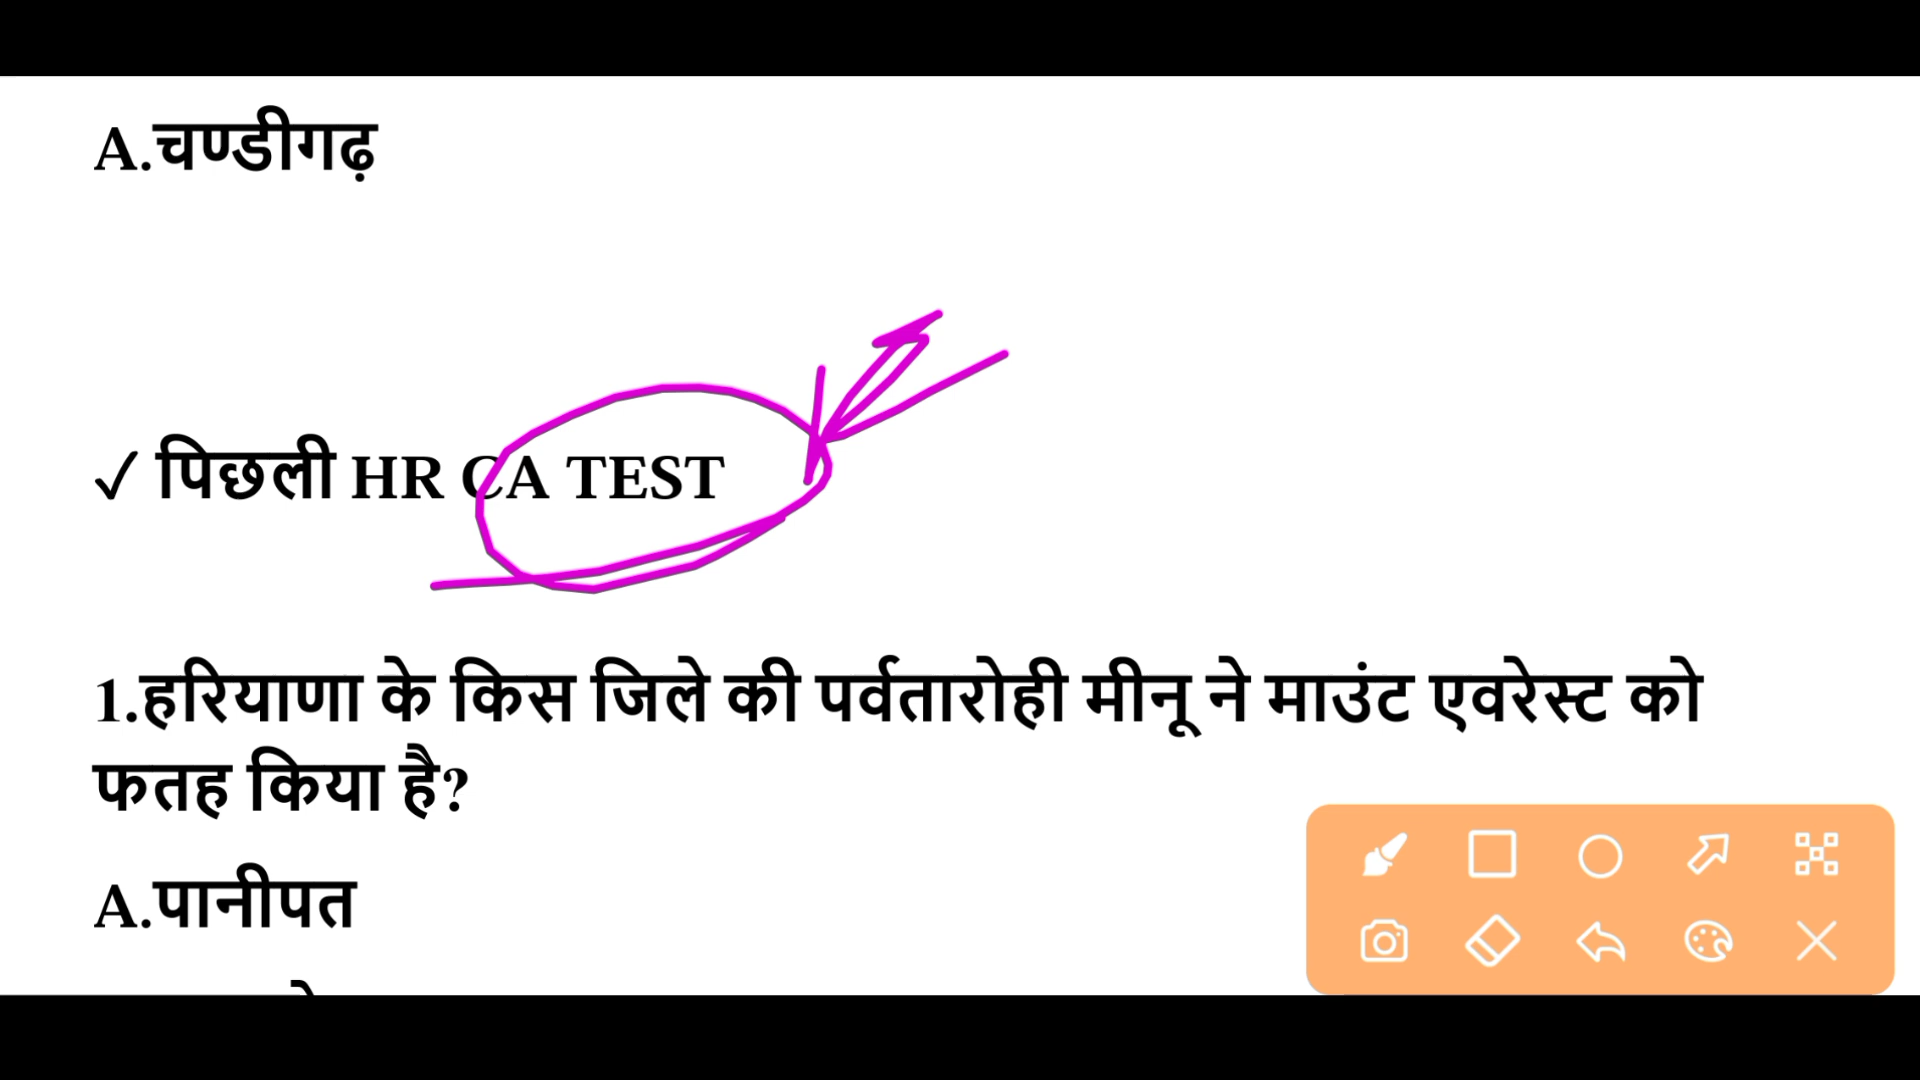 A.चण्डीगढ़
✓ पिछली HR CA TEST
1.हरियाणा के किस जिले की पर्वतारोही मीनू ने माउंट एवरेस्ट को
फतह किया है?
A.पानीपत